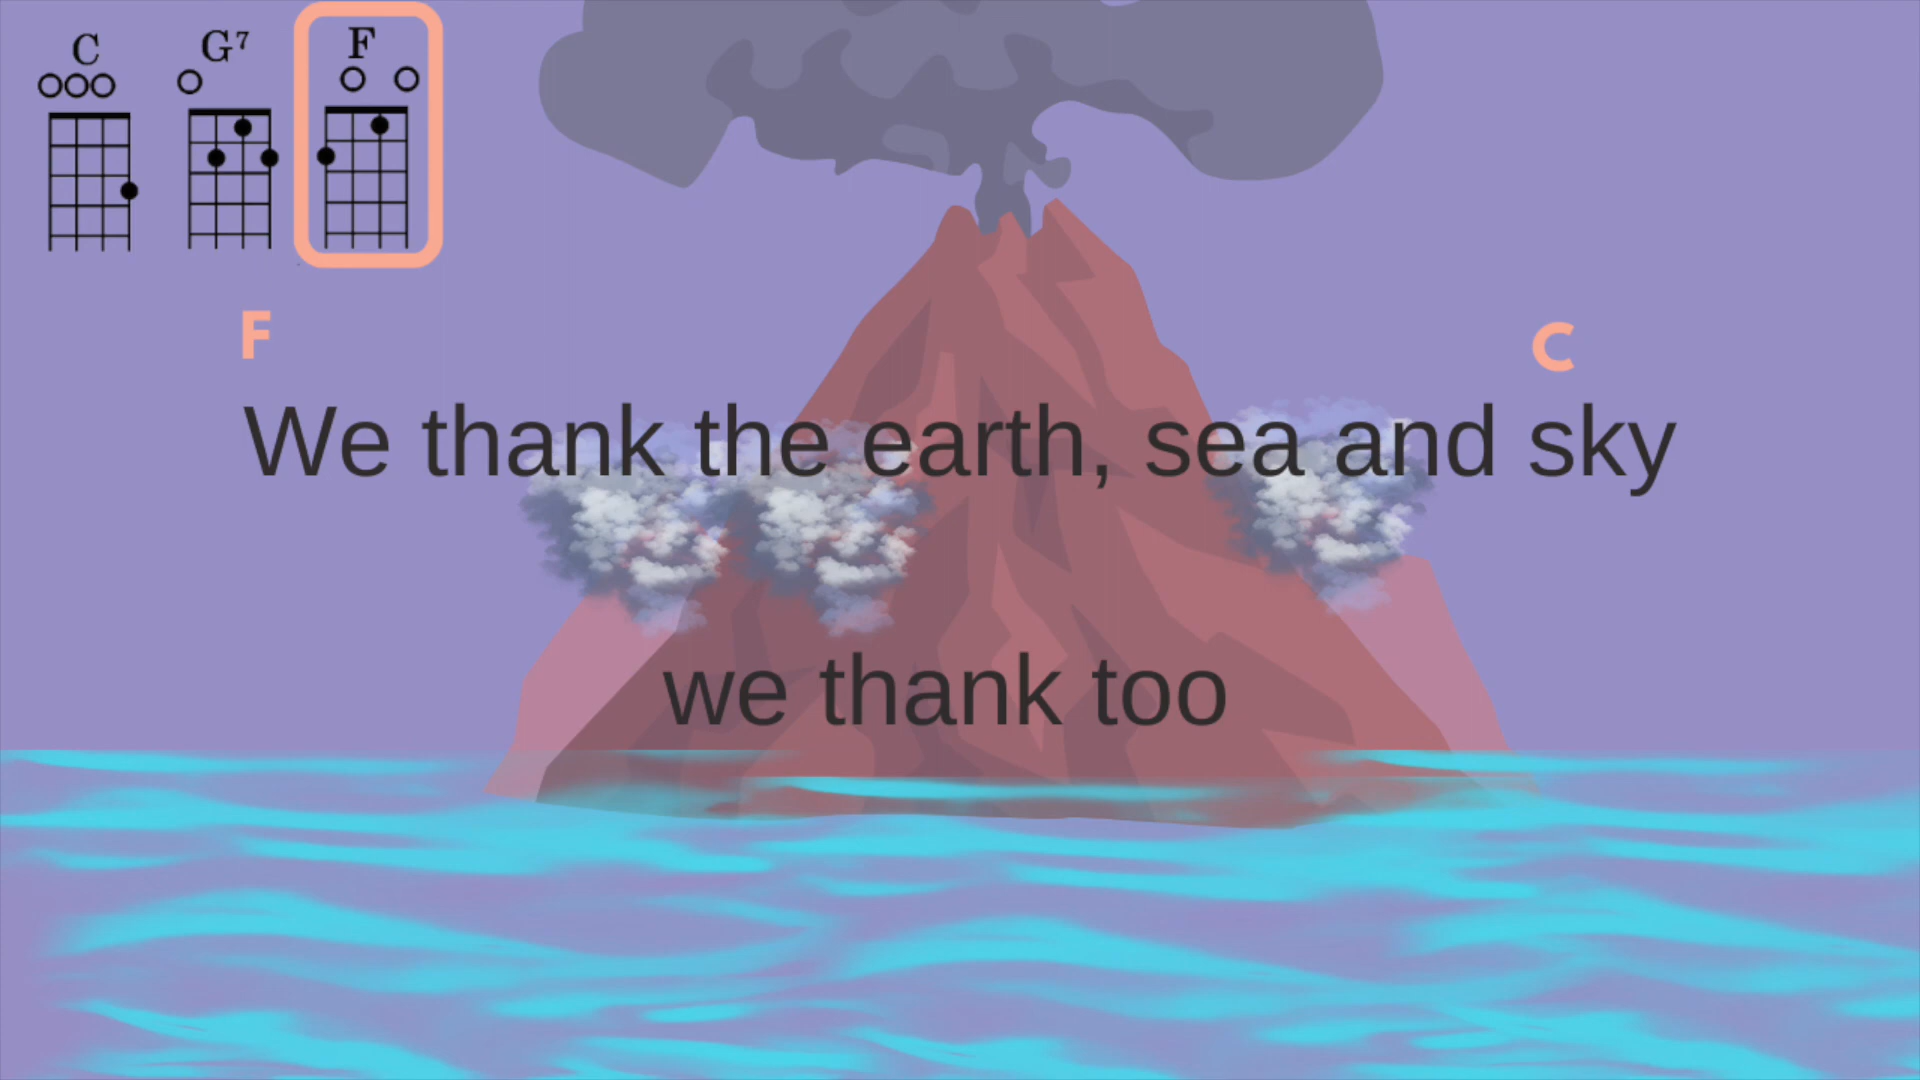 C G⁷ F
F C
We thank the earth, sea and sky
we thank too